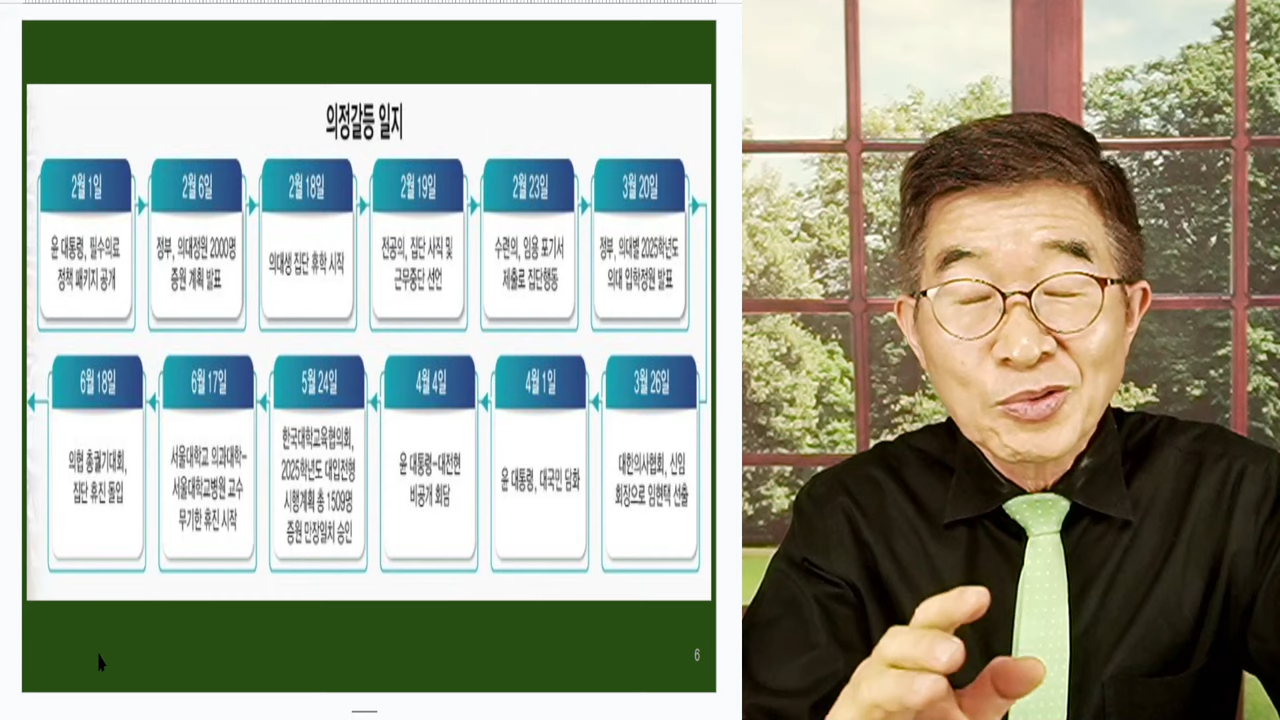 의정갈등 일지
2월 1일
윤 대통령, 필수의료
정책 패키지 공개
2월 6일
정부, 의대정원 2000명
증원 계획 발표
2월 18일
의대생 집단 휴학 시작
2월 19일
전공의, 집단 사직 및
근무중단 선언
2월 23일
수련의, 임용 포기서
제출로 집단행동
3월 20일
정부, 의대별 2025학년도
의대 입학정원 발표
3월 26일
대한의사협회, 신임
회장으로 임현택 선출
4월 1일
윤 대통령, 대국민 담화
4월 4일
윤 대통령-대전협
비공개 회담
5월 24일
한국대학교육협의회,
2025학년도 대입전형
시행계획 총 1509명
증원 만장일치 승인
6월 17일
서울대학교 의과대학-
서울대학교병원 교수
무기한 휴진 시작
6월 18일
의협 총궐기대회,
집단 휴진 돌입
6